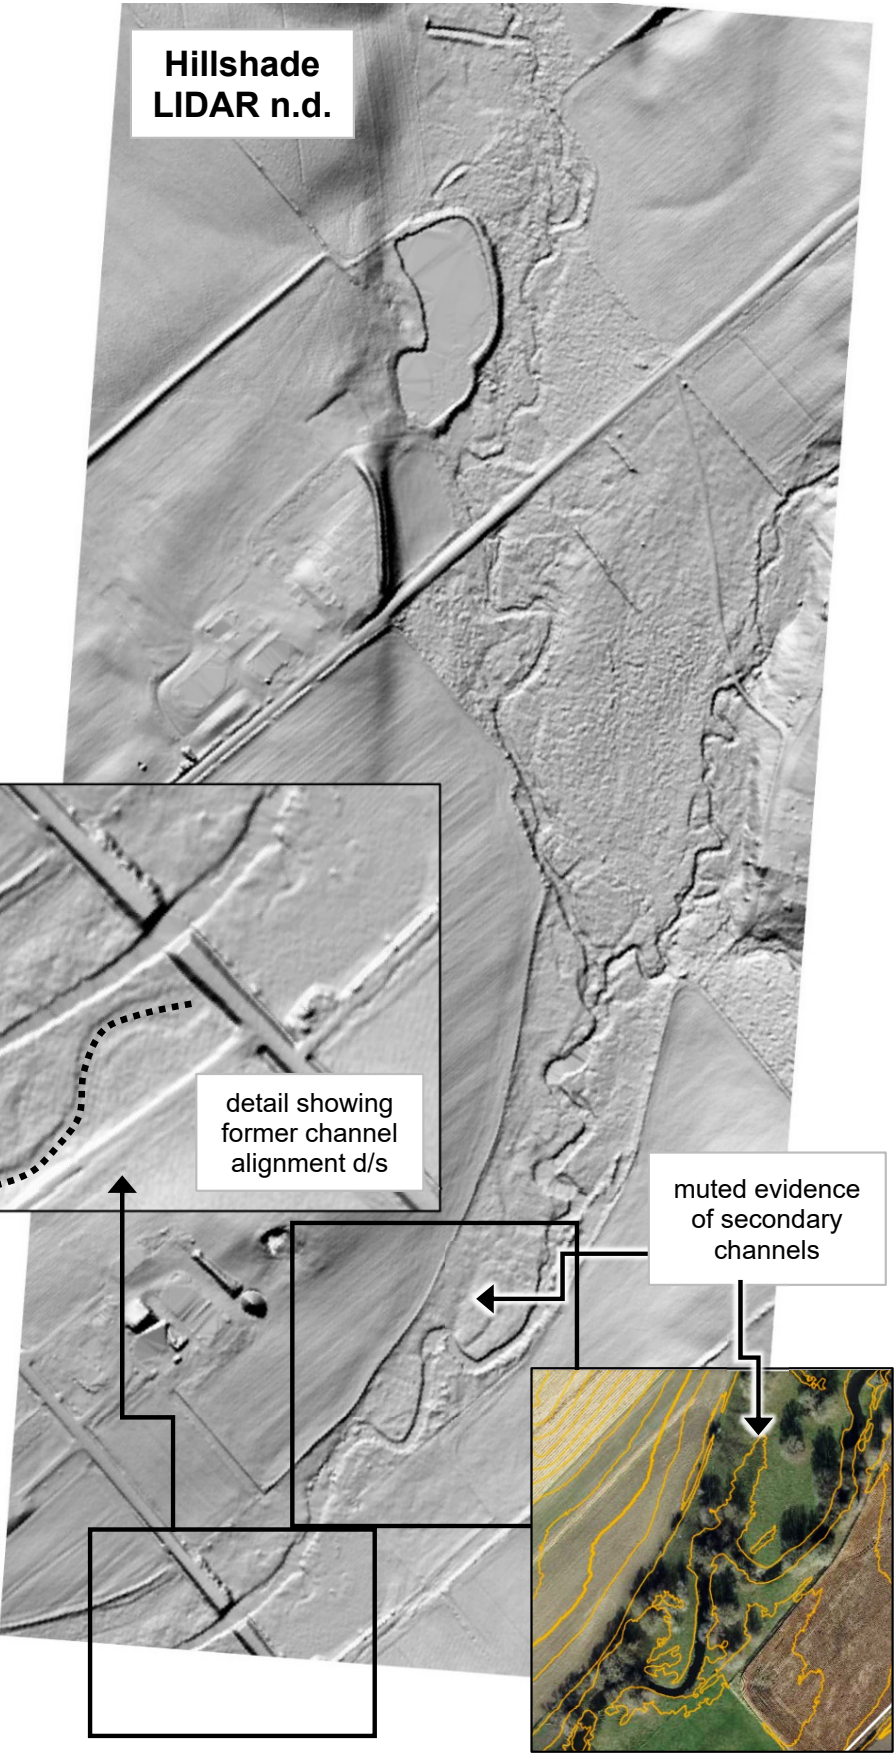 Hillshade
LIDAR n.d.
detail showing
former channel
alignment d/s
muted evidence
of secondary
channels